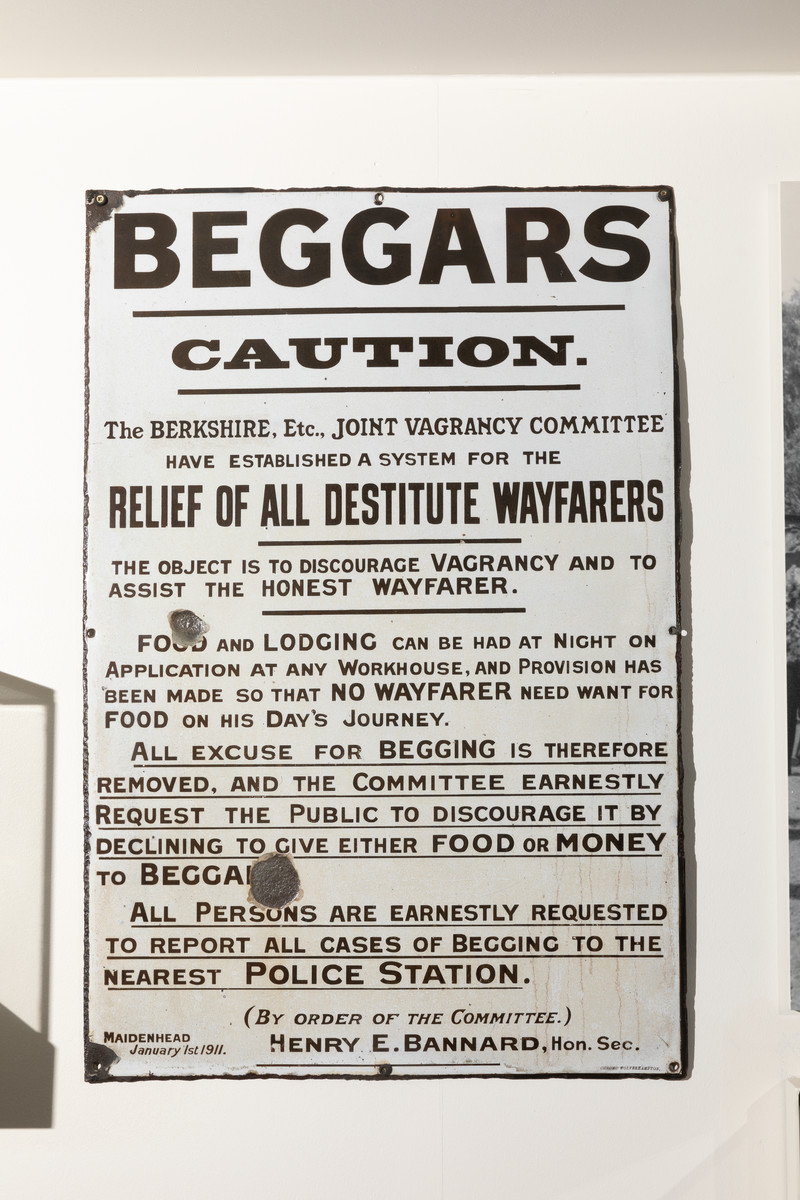 BEGGARS
CAUTION.
The BERKSHIRE, Etc., JOINT VAGRANCY COMMITTEE
HAVE ESTABLISHED A SYSTEM FOR THE
RELIEF OF ALL DESTITUTE WAYFARERS
THE OBJECT IS TO DISCOURAGE VAGRANCY AND TO
ASSIST THE HONEST WAYFARER.
FOOD AND LODGING CAN BE HAD AT NIGHT ON
APPLICATION AT ANY WORKHOUSE, AND PROVISION HAS
BEEN MADE SO THAT NO WAYFARER NEED WANT FOR
FOOD ON HIS DAY'S JOURNEY.
ALL EXCUSE FOR BEGGING IS THEREFORE
REMOVED, AND THE COMMITTEE EARNESTLY
REQUEST THE PUBLIC TO DISCOURAGE IT BY
DECLINING TO GIVE EITHER FOOD OR MONEY
TO BEGGA
ALL PERSONS ARE EARNESTLY REQUESTED
TO REPORT ALL CASES OF BEGGING TO THE
NEAREST POLICE STATION.
(BY ORDER OF THE COMMITTEE.)
MAIDENHEAD
January 1st 1911.
HENRY E. BANNARD, Hon. Sec.